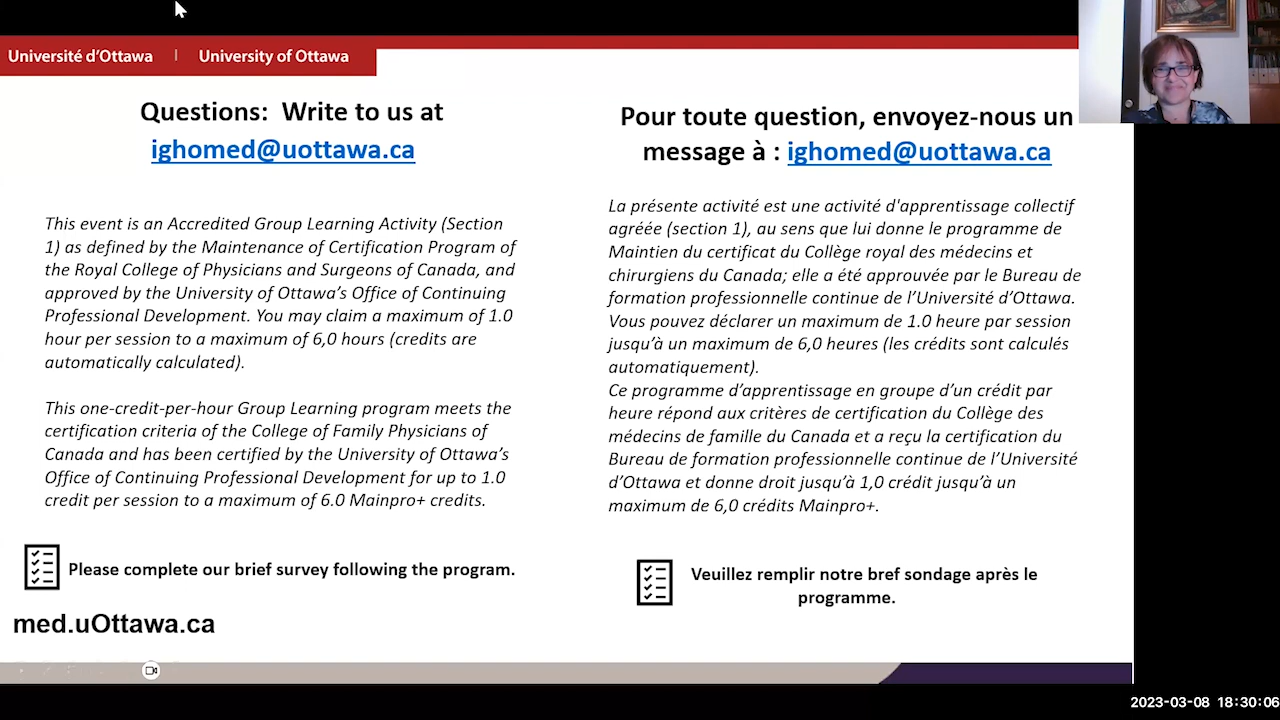 Université d'Ottawa | University of Ottawa
Questions: Write to us at
ighomed@uottawa.ca
This event is an Accredited Group Learning Activity (Section
1) as defined by the Maintenance of Certification Program of
the Royal College of Physicians and Surgeons of Canada, and
approved by the University of Ottawa's Office of Continuing
Professional Development. You may claim a maximum of 1.0
hour per session to a maximum of 6,0 hours (credits are
automatically calculated).
This one-credit-per-hour Group Learning program meets the
certification criteria of the College of Family Physicians of
Canada and has been certified by the University of Ottawa's
Office of Continuing Professional Development for up to 1.0
credit per session to a maximum of 6.0 Mainpro+ credits.
Please complete our brief survey following the program.
med.uOttawa.ca
Pour toute question, envoyez-nous un
message à : ighomed@uottawa.ca
La présente activité est une activité d'apprentissage collectif
agréée (section 1), au sens que lui donne le programme de
Maintien du certificat du Collège royal des médecins et
chirurgiens du Canada; elle a été approuvée par le Bureau de
formation professionnelle continue de l'Université d'Ottawa.
Vous pouvez déclarer un maximum de 1.0 heure par session
jusqu'à un maximum de 6,0 heures (les crédits sont calculés
automatiquement).
Ce programme d'apprentissage en groupe d'un crédit par
heure répond aux critères de certification du Collège des
médecins de famille du Canada et a reçu la certification du
Bureau de formation professionnelle continue de l'Université
d'Ottawa et donne droit jusqu'à 1,0 crédit jusqu'à un
maximum de 6,0 crédits Mainpro+.
Veuillez remplir notre bref sondage après le
programme.
2023-03-08 18:30:06